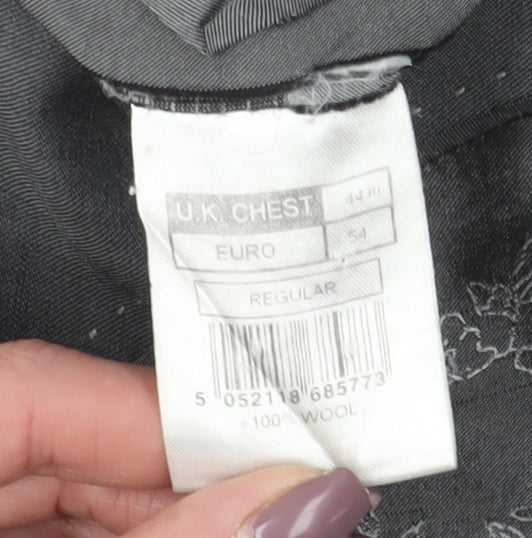 U.K. CHEST 44 in
EURO 54
REGULAR
5 052118 685773
100% WOOL